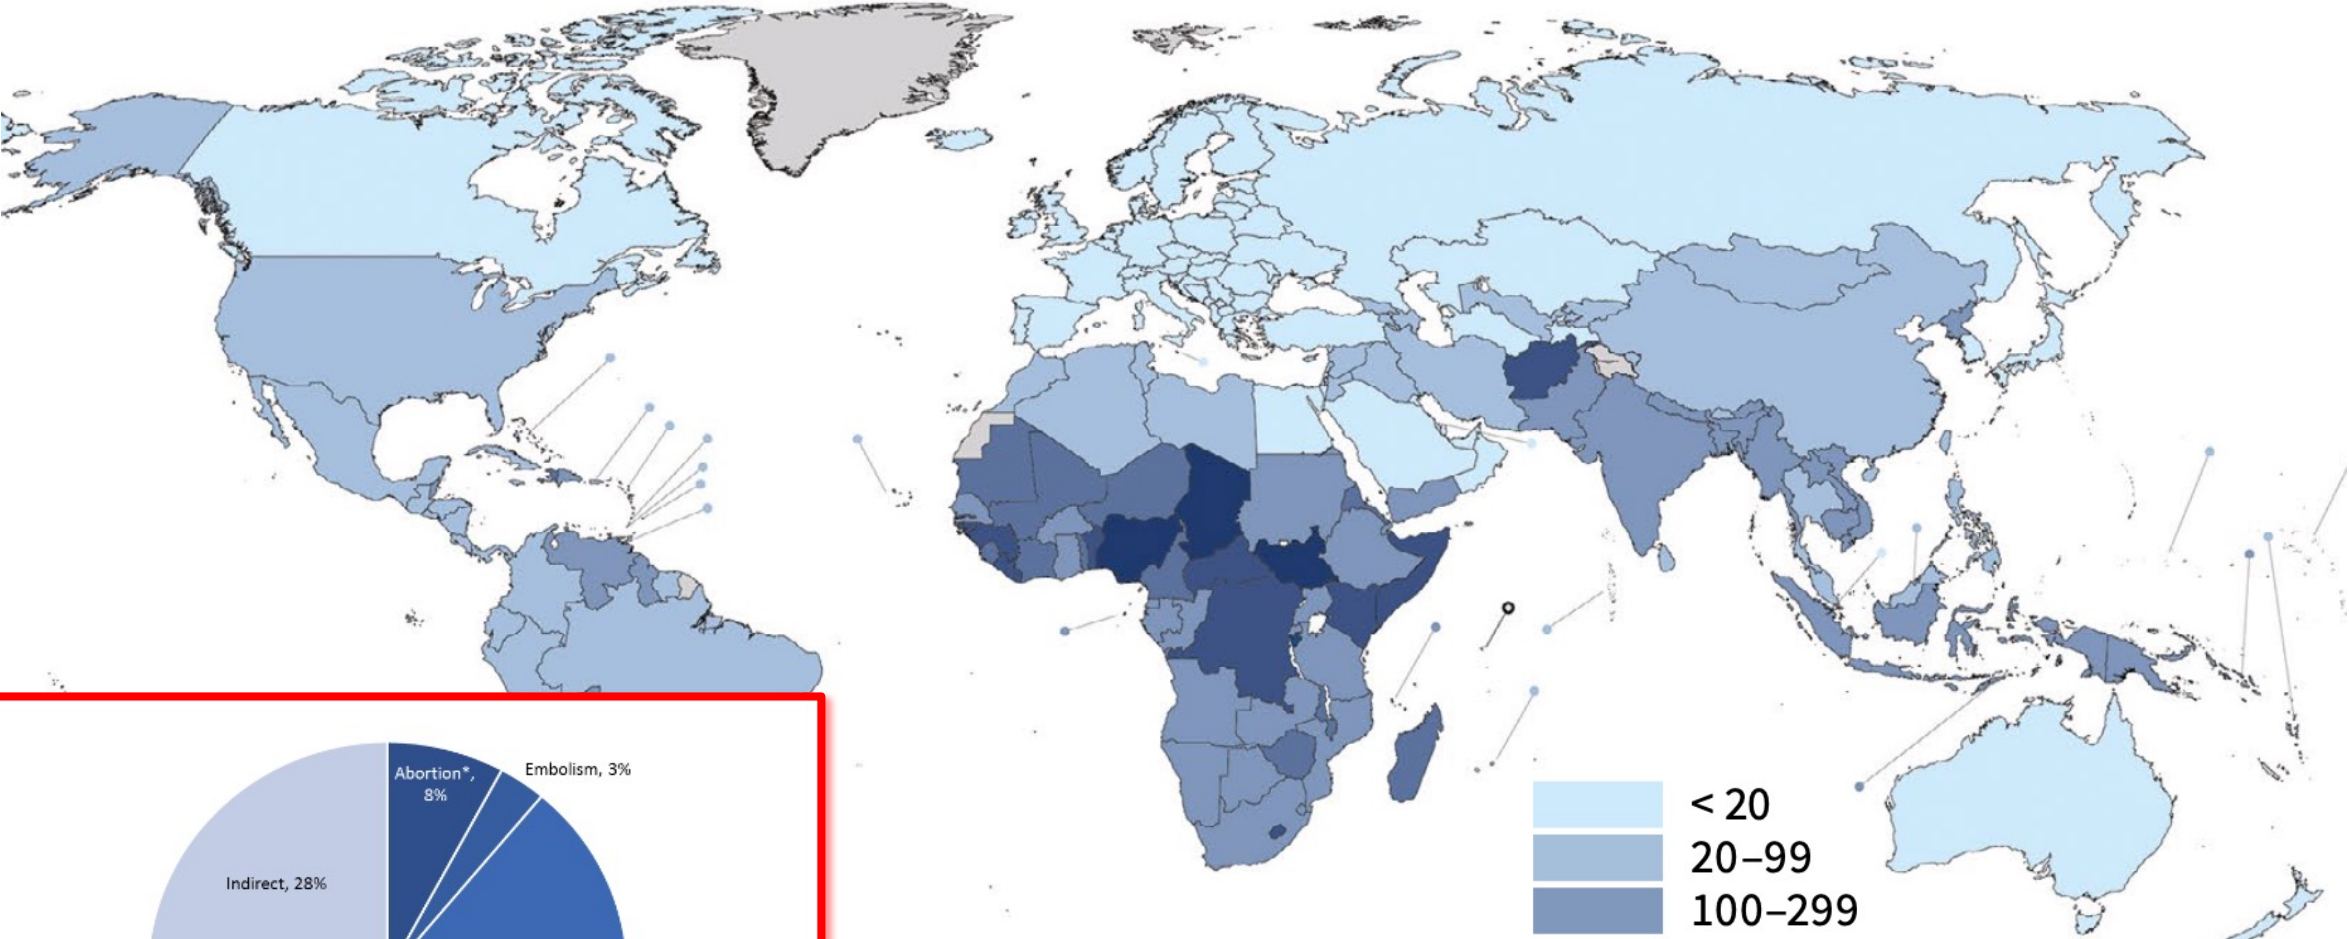 Abortion*,
8%
Embolism, 3%
Indirect, 28%
< 20
20–99
100–299